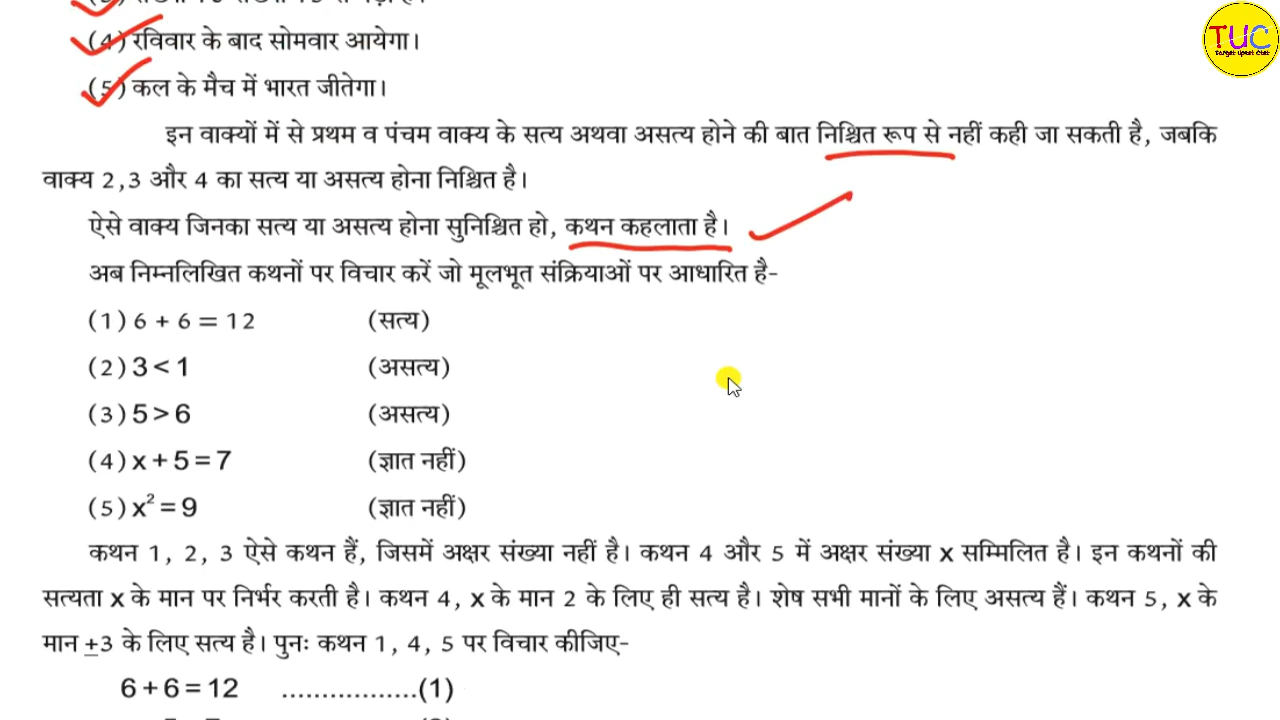 TUC
Target Upset Chet
(4) रविवार के बाद सोमवार आयेगा।
(5) कल के मैच में भारत जीतेगा।
इन वाक्यों में से प्रथम व पंचम वाक्य के सत्य अथवा असत्य होने की बात निश्चित रूप से नहीं कही जा सकती है, जबकि
वाक्य 2,3 और 4 का सत्य या असत्य होना निश्चित है।
ऐसे वाक्य जिनका सत्य या असत्य होना सुनिश्चित हो, कथन कहलाता है।
अब निम्नलिखित कथनों पर विचार करें जो मूलभूत संक्रियाओं पर आधारित है-
(1) 6 + 6 = 12 (सत्य)
(2) 3 < 1 (असत्य)
(3) 5 > 6 (असत्य)
(4) x + 5 = 7 (ज्ञात नहीं)
(5) x² = 9 (ज्ञात नहीं)
कथन 1, 2, 3 ऐसे कथन हैं, जिसमें अक्षर संख्या नहीं है। कथन 4 और 5 में अक्षर संख्या x सम्मिलित है। इन कथनों की
सत्यता x के मान पर निर्भर करती है। कथन 4, x के मान 2 के लिए ही सत्य है। शेष सभी मानों के लिए असत्य हैं। कथन 5, x के
मान ±3 के लिए सत्य है। पुनः कथन 1, 4, 5 पर विचार कीजिए-
6 + 6 = 12 .................(1)